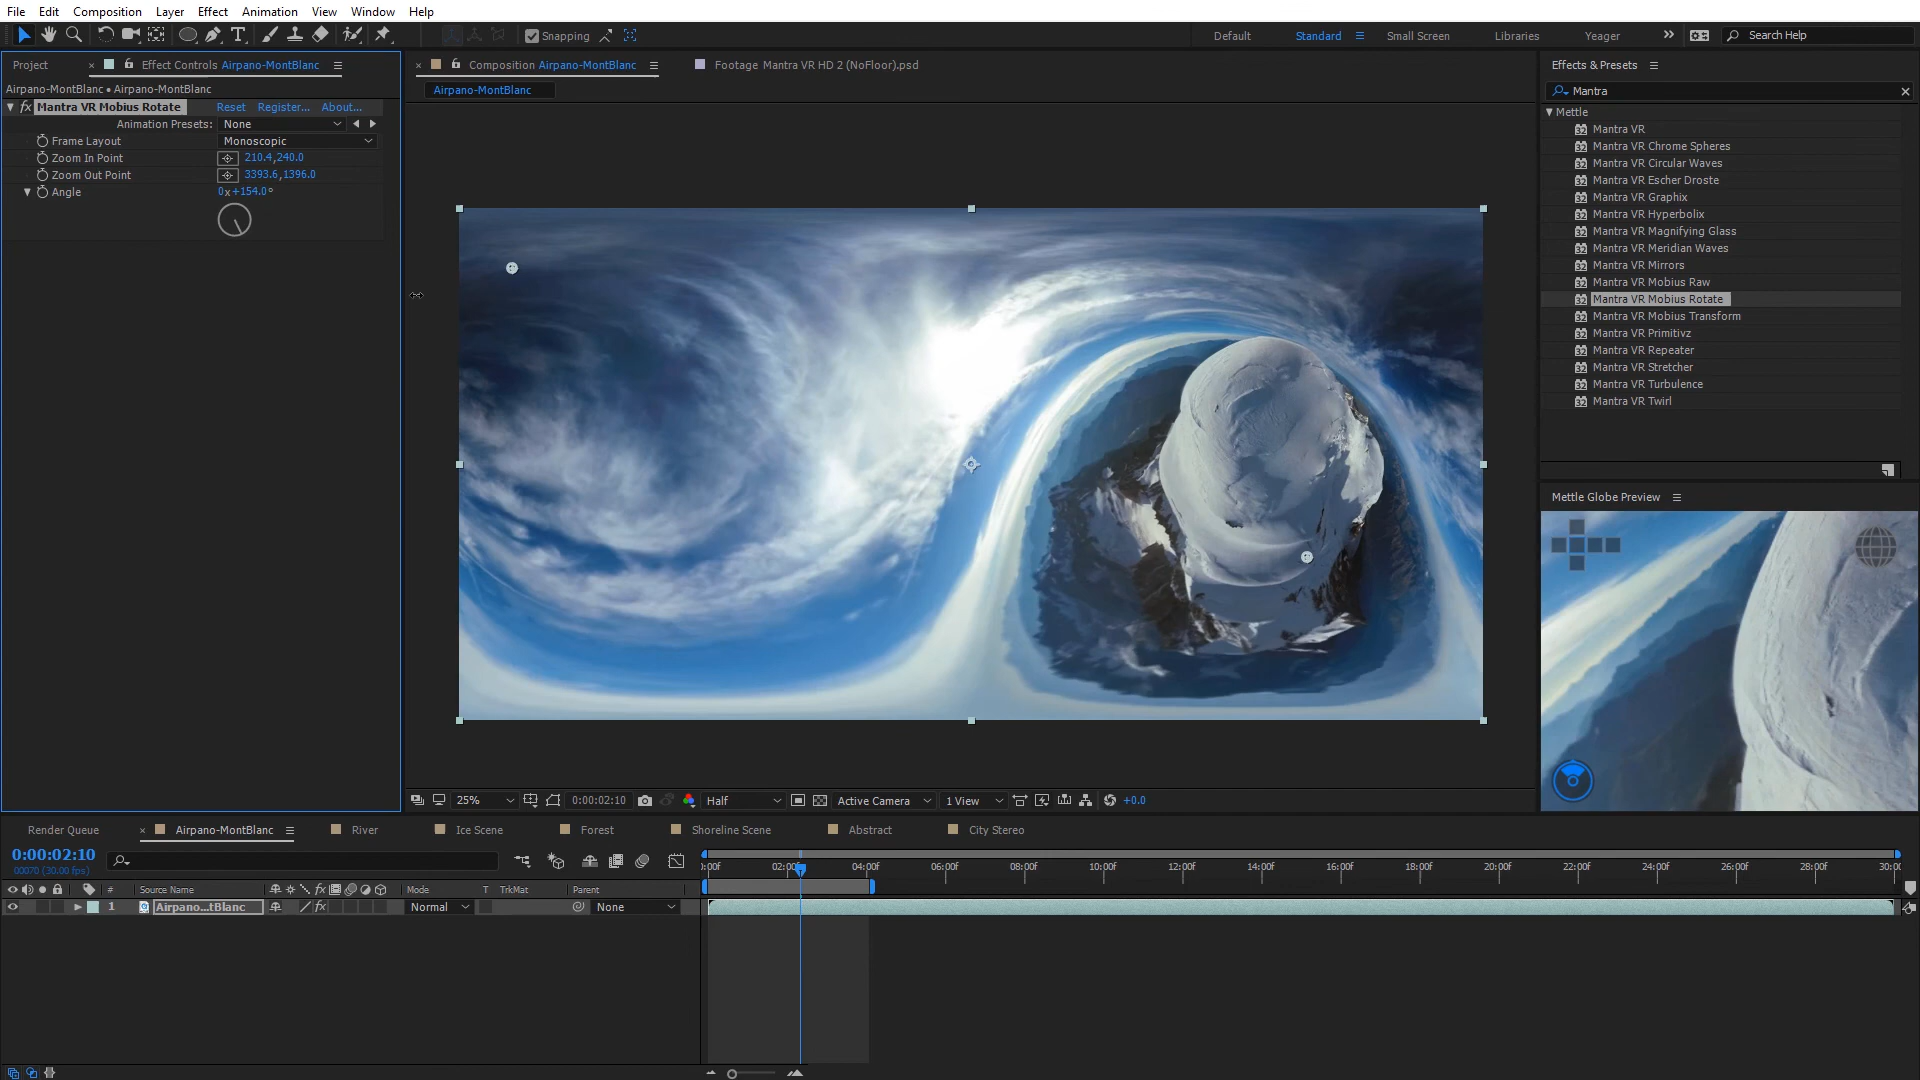 File Edit Composition Layer Effect Animation View Window Help
Snapping
Default Standard Small Screen Libraries Yeager Search Help
Project Effect Controls Airpano-MontBlanc
Composition Airpano-MontBlanc Footage Mantra VR HD 2 (NoFloor).psd
Airpano-MontBlanc • Airpano-MontBlanc
Airpano-MontBlanc
fx Mantra VR Mobius Rotate Reset Register... About...
Animation Presets: None
Frame Layout Monoscopic
Zoom In Point 210.4,240.0
Zoom Out Point 3393.6,1396.0
Angle 0x+154.0°
Effects & Presets
Mantra
Mettle
Mantra VR
Mantra VR Chrome Spheres
Mantra VR Circular Waves
Mantra VR Escher Droste
Mantra VR Graphix
Mantra VR Hyperbolix
Mantra VR Magnifying Glass
Mantra VR Meridian Waves
Mantra VR Mirrors
Mantra VR Mobius Raw
Mantra VR Mobius Rotate
Mantra VR Mobius Transform
Mantra VR Primitivz
Mantra VR Repeater
Mantra VR Stretcher
Mantra VR Turbulence
Mantra VR Twirl
Mettle Globe Preview
25% 0:00:02:10 Half Active Camera 1 View +0.0
Render Queue Airpano-MontBlanc River Ice Scene Forest Shoreline Scene Abstract City Stereo
0:00:02:10
00070 (30.00 fps)
02:00f 04:00f 06:00f 08:00f 10:00f 12:00f 14:00f 16:00f 18:00f 20:00f 22:00f 24:00f 26:00f 28:00f
# Source Name fx Mode T TrkMat Parent
1 Airpano...tBlanc fx Normal None